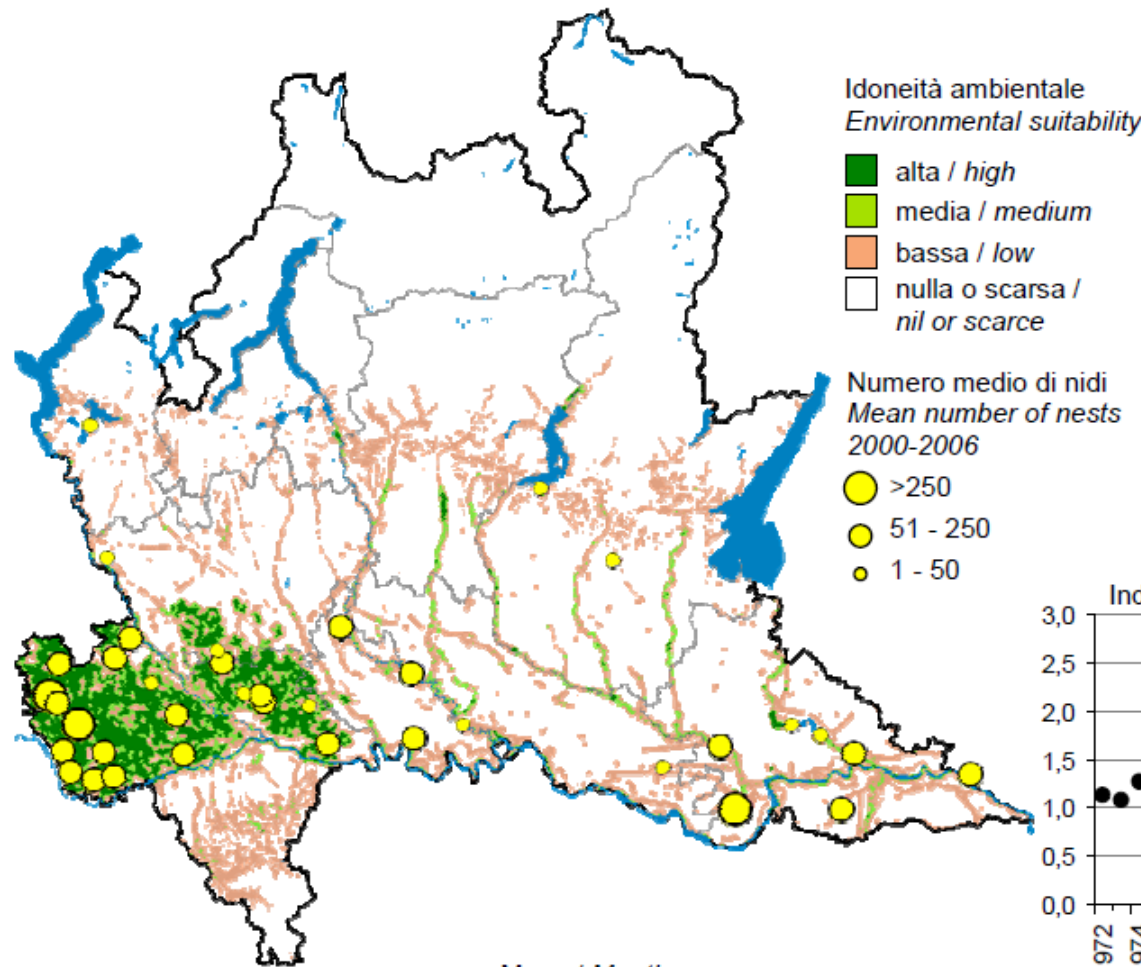 Idoneità ambientale
Environmental suitability
alta / high
media / medium
bassa / low
nulla o scarsa /
nil or scarce
Numero medio di nidi
Mean number of nests
2000-2006
>250
51 - 250
1 - 50
3,0
2,5
2,0
1,5
1,0
0,5
0,0
972
974